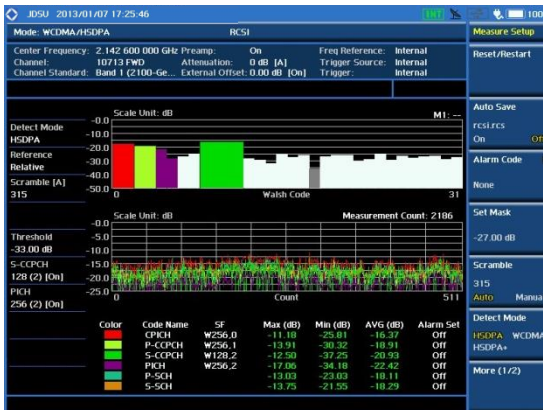 JDSU 2013/01/07 17:25:46 INT 100
Mode: WCDMA/HSDPA RCSI Measure Setup
Center Frequency: 2.142 600 000 GHz Preamp: On Freq Reference: Internal
Channel: 10713 FWD Attenuation: 0 dB [A] Trigger Source: Internal
Channel Standard: Band 1 (2100-Ge... External Offset: 0.00 dB [On] Trigger: Internal
Reset/Restart
Auto Save
rcsi.rcs
On Off
Scale Unit: dB M1: --
Detect Mode
HSDPA
Reference
Relative
Scramble [A]
315
-0.0
-10.0
-20.0
-30.0
-40.0
-50.0
0 Walsh Code 31
Alarm Code
None
Set Mask
-27.00 dB
Scale Unit: dB Measurement Count: 2186
Threshold
-33.00 dB
S-CCPCH
128 (2) [On]
PICH
256 (2) [On]
-0.0
-5.0
-10.0
-15.0
-20.0
-25.0
0 Count 511
Scramble
315
Auto Manua
Detect Mode
HSDPA WCDMA
HSDPA+
More (1/2)
Color Code Name SF Max (dB) Min (dB) AVG (dB) Alarm Set
CPICH W256,0 -11.18 -25.81 -16.37 Off
P-CCPCH W256,1 -13.91 -30.32 -18.91 Off
S-CCPCH W128,2 -12.50 -37.25 -20.93 Off
PICH W256,2 -17.06 -34.18 -22.42 Off
P-SCH -13.03 -23.03 -18.11 Off
S-SCH -13.75 -21.55 -18.29 Off